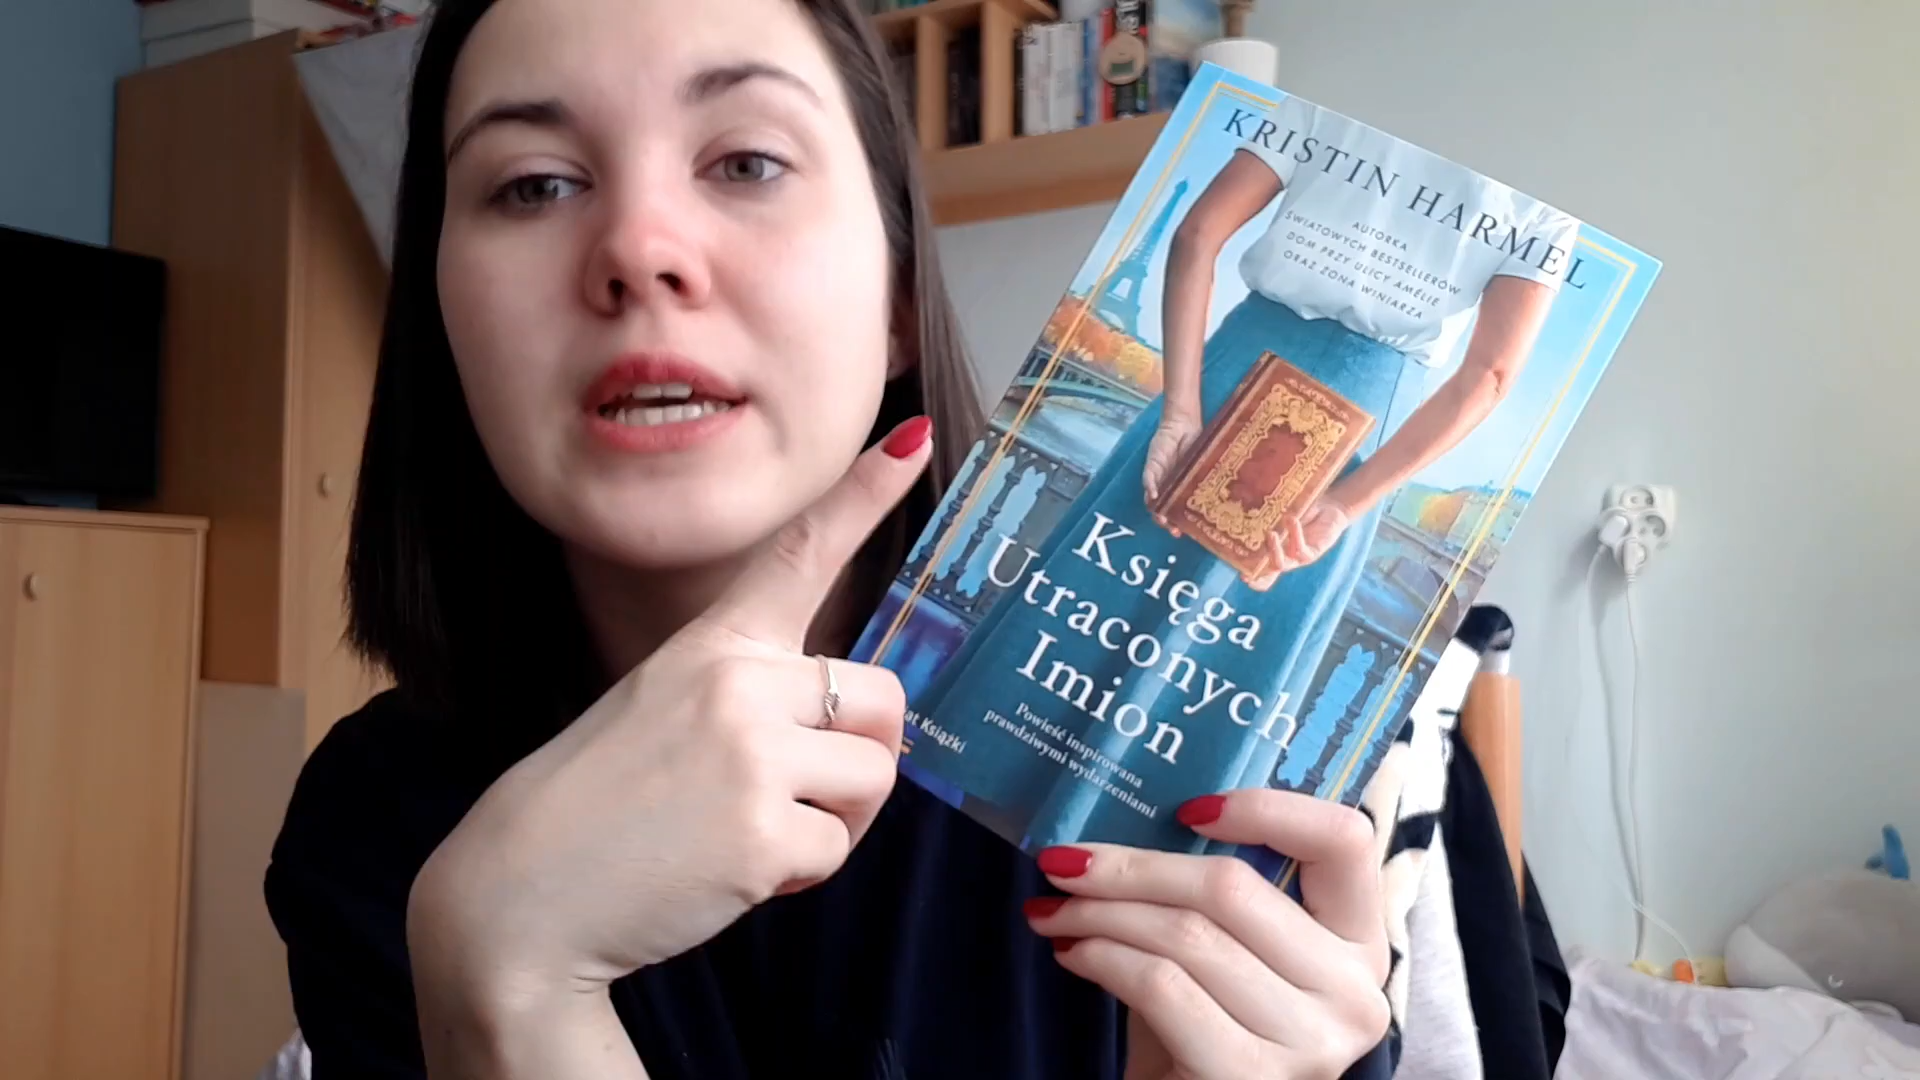 KRISTIN HARMEL
AUTORKA
ŚWIATOWYCH BESTSELLERÓW
DOM PRZY ULICY AMÉLIE
ORAZ ŻONA WINIARZA
Księga
Utraconych
Imion
Powieść inspirowana
prawdziwymi wydarzeniami
at Książki